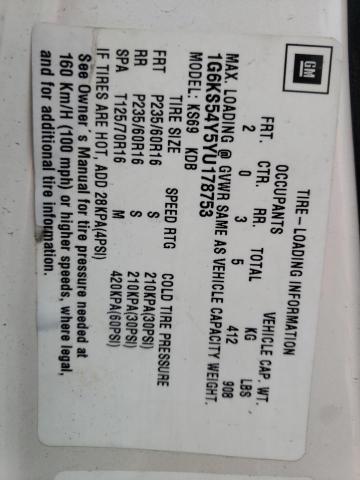 GM
TIRE-LOADING INFORMATION
OCCUPANTS VEHICLE CAP. WT.
FRT. CTR. RR. TOTAL KG LBS
2 0 3 5 412 908
MAX. LOADING @ GVWR SAME AS VEHICLE CAPACITY WEIGHT.
1G6KS54Y5YU178753
MODEL: KS69 KDB
TIRE SIZE SPEED RTG COLD TIRE PRESSURE
FRT P235/60R16 S 210KPA(30PSI)
RR P235/60R16 S 210KPA(30PSI)
SPA T125/70R16 M 420KPA(60PSI)
IF TIRES ARE HOT, ADD 28KPA(4PSI)
See Owner's Manual for tire pressure needed at
160 Km/H (100 mph) or higher speeds, where legal,
and for additional tire information.